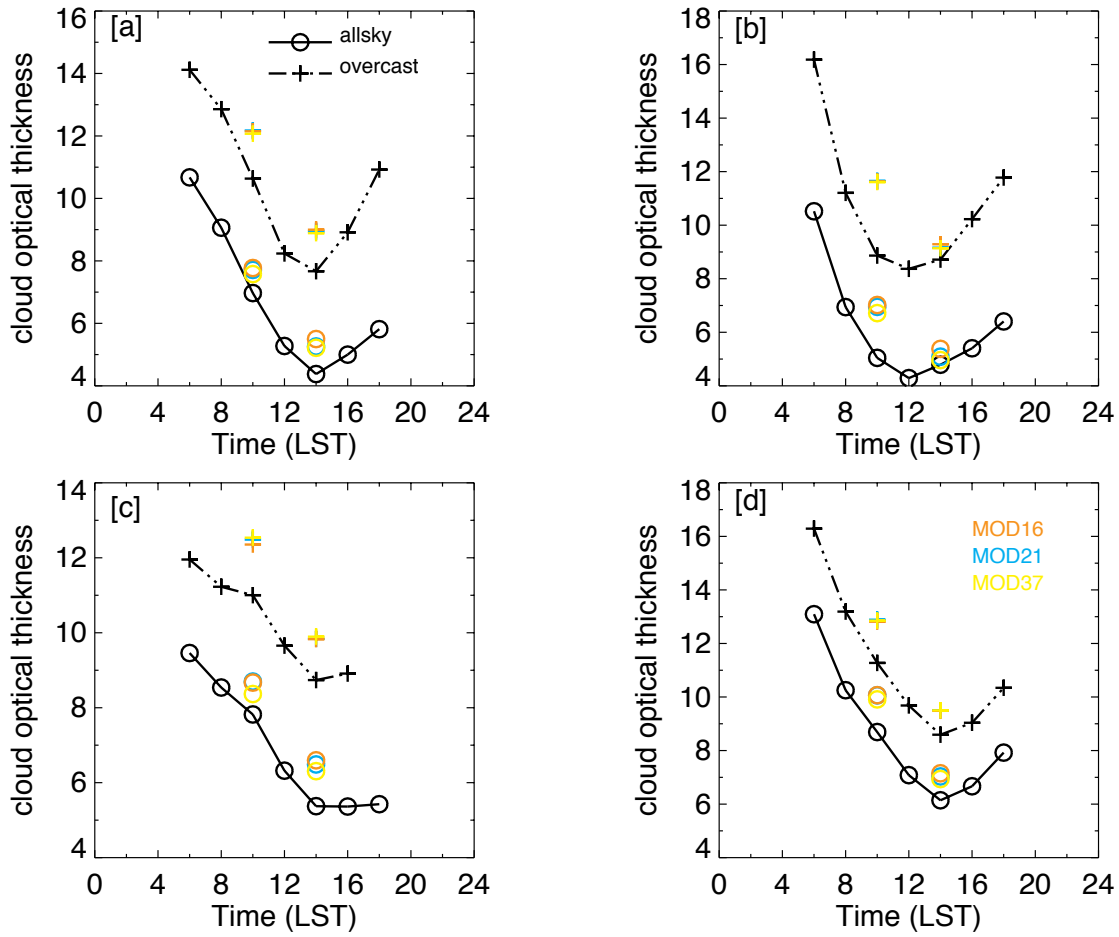 [a]
allsky
overcast
cloud optical thickness
16
14
12
10
8
6
4
0 4 8 12 16 20 24
Time (LST)
[b]
cloud optical thickness
18
16
14
12
10
8
6
4
0 4 8 12 16 20 24
Time (LST)
[c]
cloud optical thickness
14
12
10
8
6
4
0 4 8 12 16 20 24
Time (LST)
[d]
MOD16
MOD21
MOD37
cloud optical thickness
18
16
14
12
10
8
6
4
0 4 8 12 16 20 24
Time (LST)